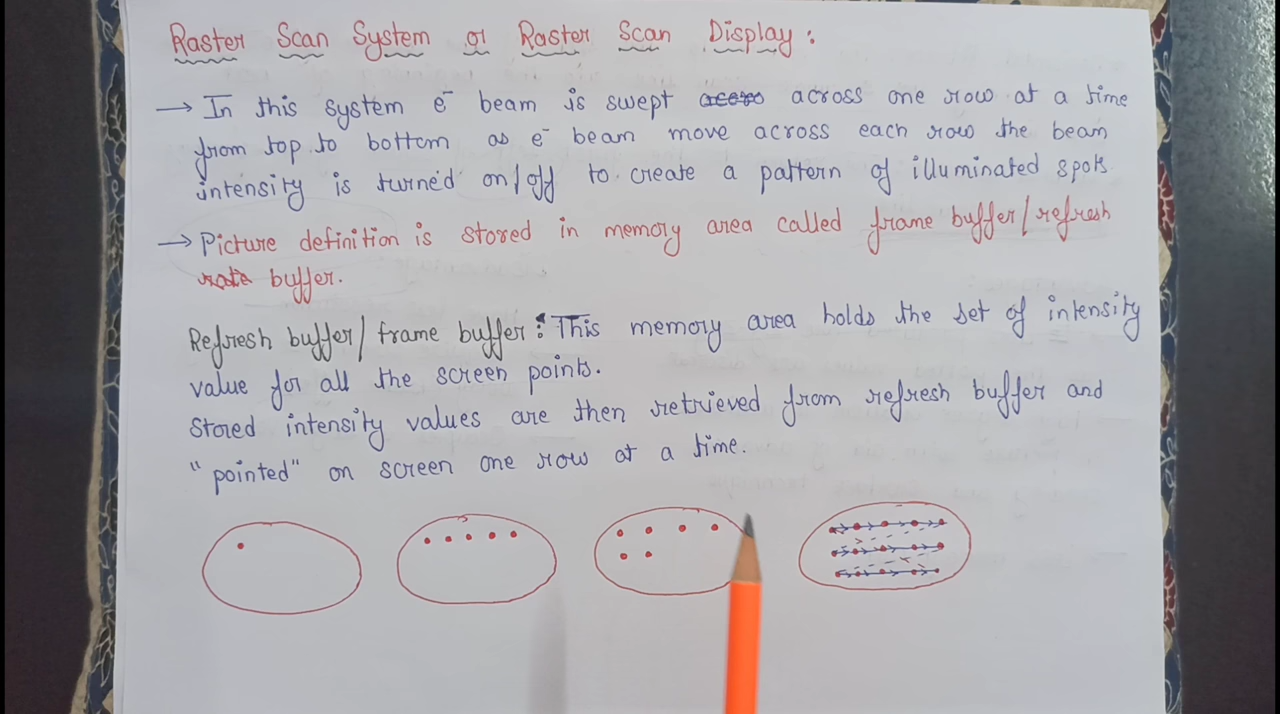 Raster Scan System or Raster Scan Display :
→ In this system e⁻ beam is swept across one row at a time
from top to bottom as e⁻ beam move across each row the beam
intensity is turned on/off to create a pattern of illuminated spots
→ Picture definition is stored in memory area called frame buffer/refresh
buffer.
Refresh buffer/frame buffer : This memory area holds the set of intensity
value for all the screen points.
Stored intensity values are then retrieved from refresh buffer and
"pointed" on screen one row at a time.